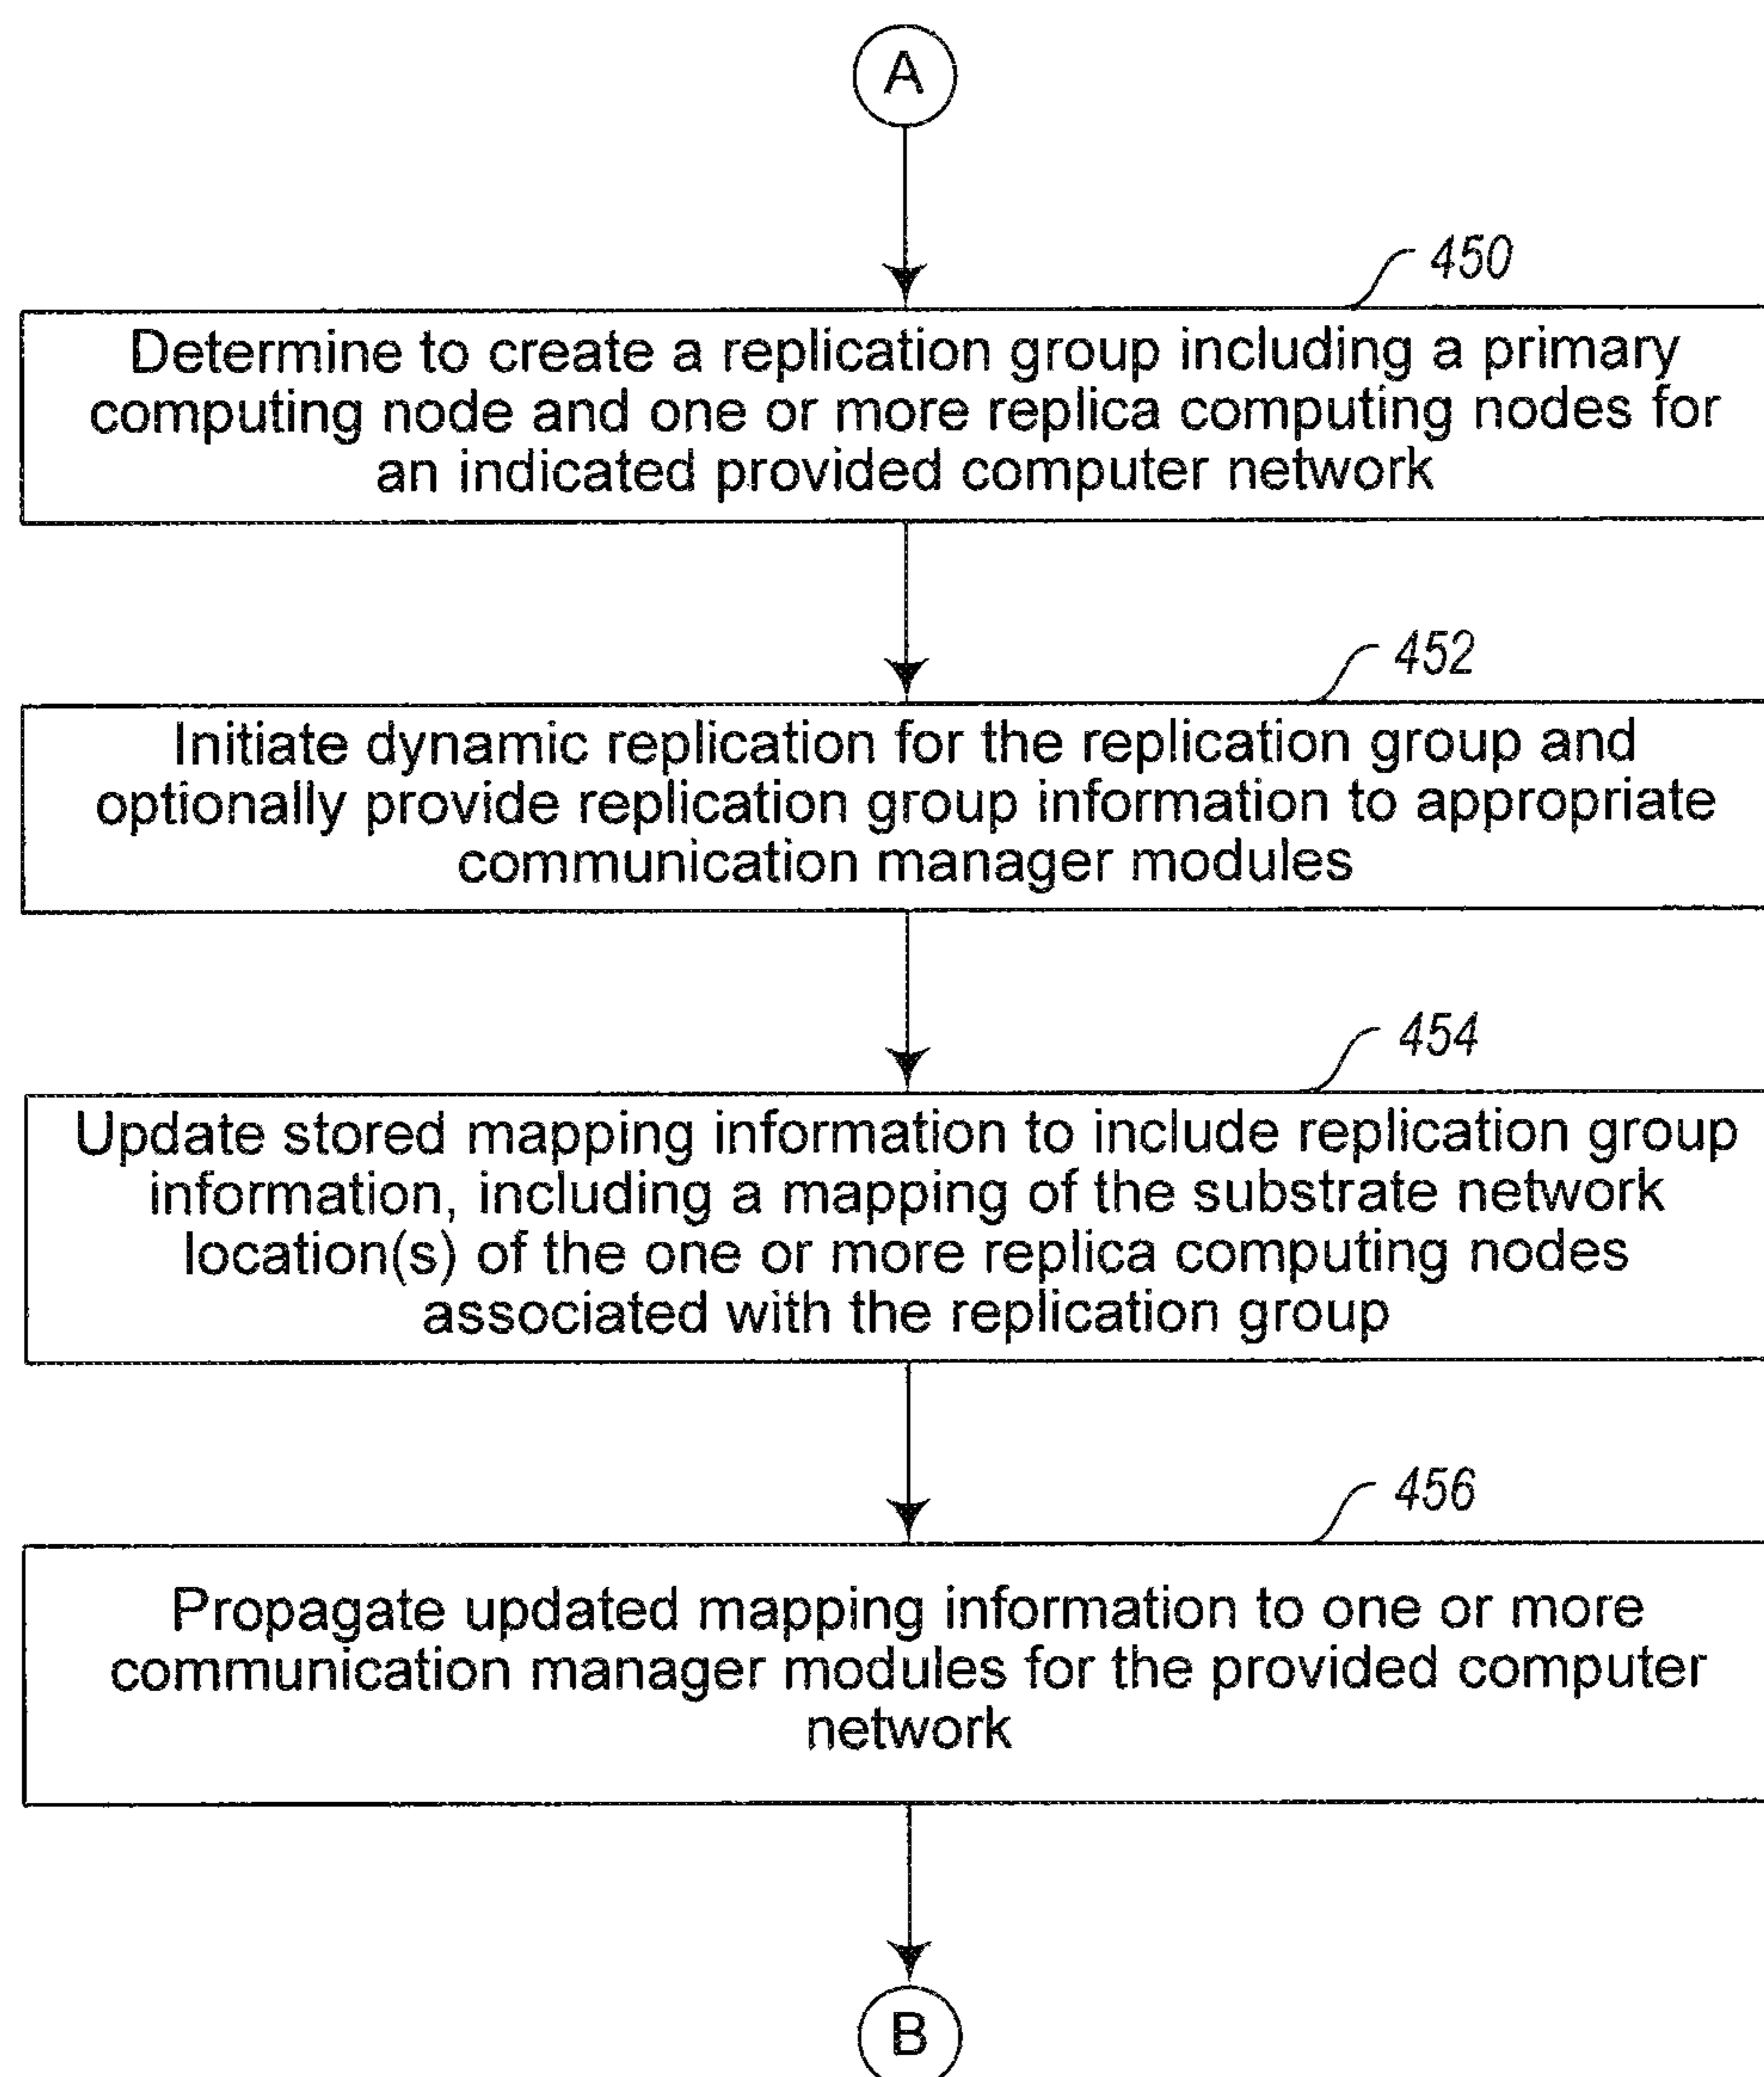 A
450
Determine to create a replication group including a primary
computing node and one or more replica computing nodes for
an indicated provided computer network
452
Initiate dynamic replication for the replication group and
optionally provide replication group information to appropriate
communication manager modules
454
Update stored mapping information to include replication group
information, including a mapping of the substrate network
location(s) of the one or more replica computing nodes
associated with the replication group
456
Propagate updated mapping information to one or more
communication manager modules for the provided computer
network
B